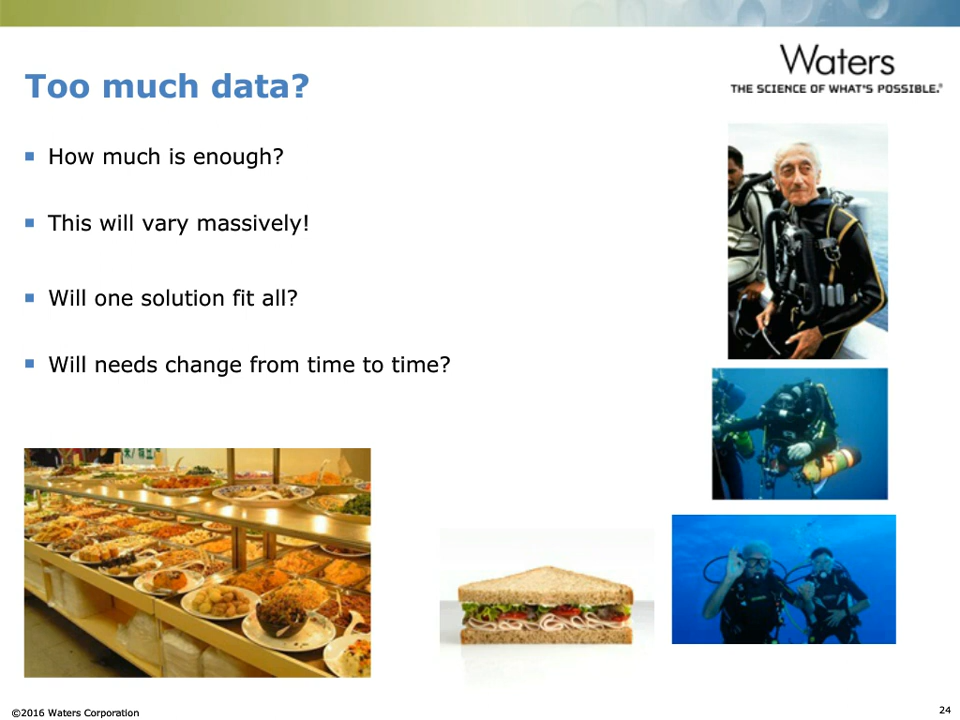 Too much data?
Waters
THE SCIENCE OF WHAT'S POSSIBLE.®
How much is enough?
This will vary massively!
Will one solution fit all?
Will needs change from time to time?
©2016 Waters Corporation
24